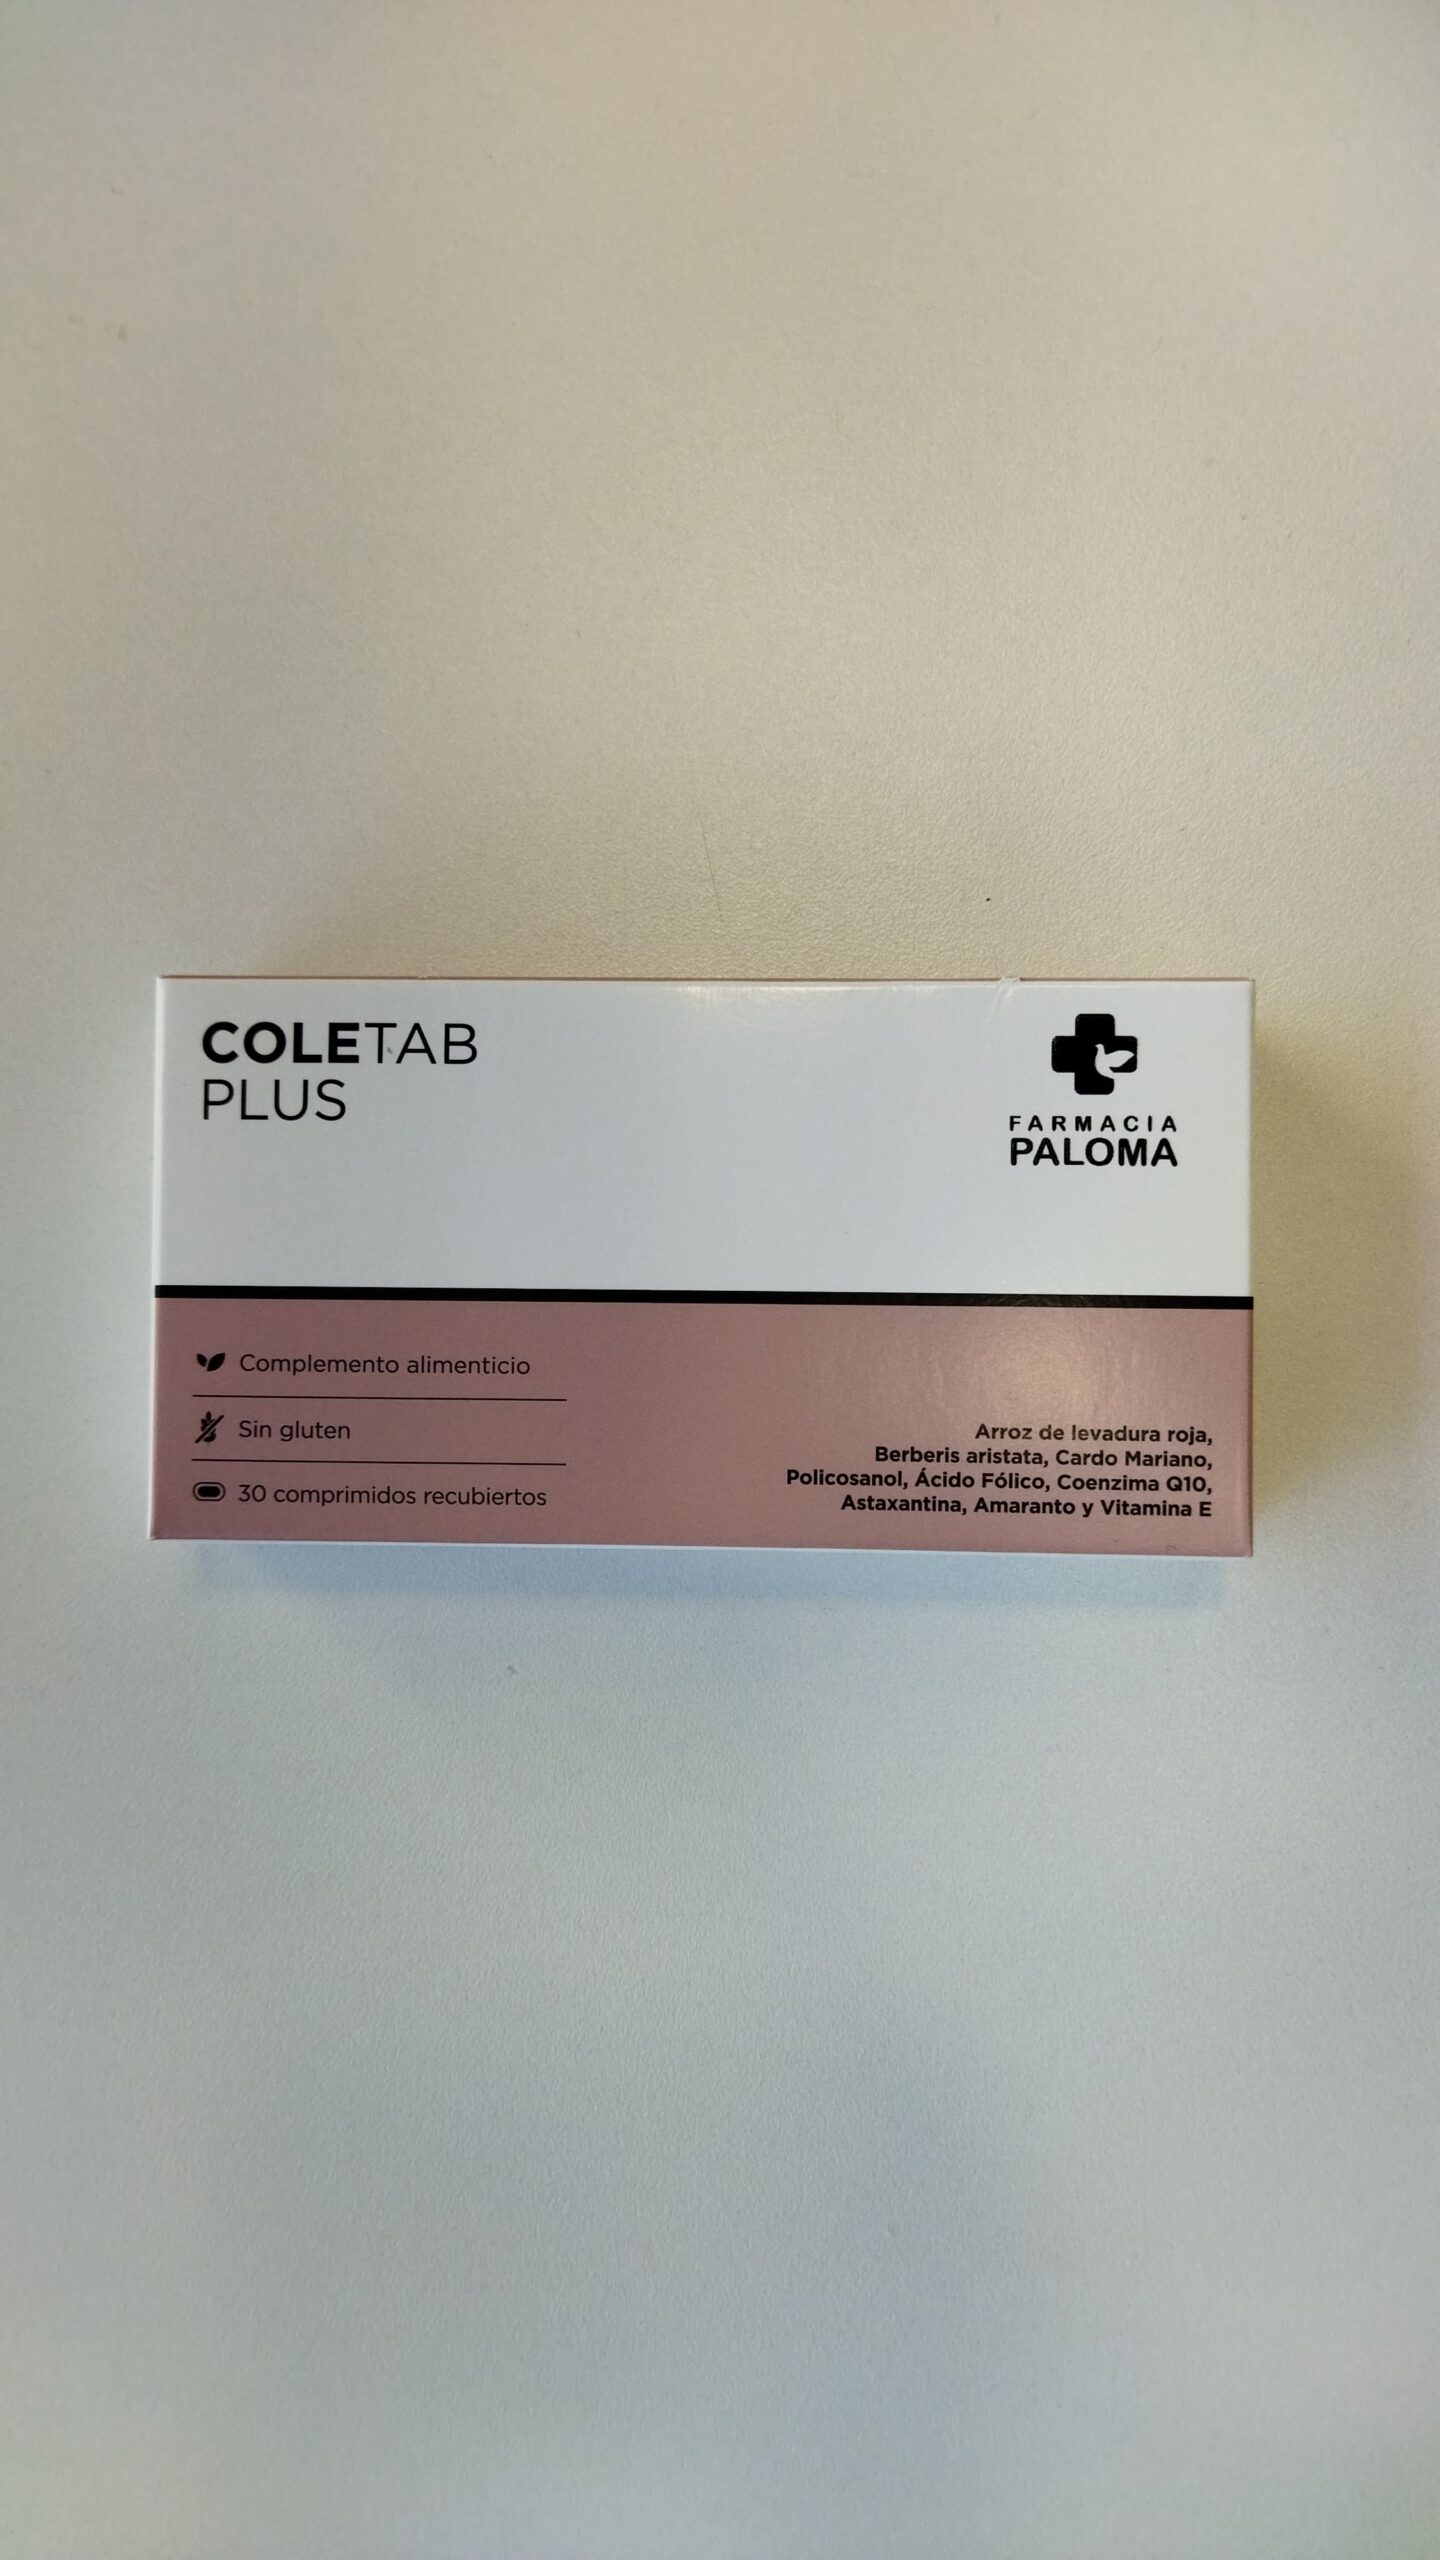 COLETAB
PLUS
FARMACIA
PALOMA
Complemento alimenticio
Sin gluten
30 comprimidos recubiertos
Arroz de levadura roja,
Berberis aristata, Cardo Mariano,
Policosanol, Ácido Fólico, Coenzima Q10,
Astaxantina, Amaranto y Vitamina E